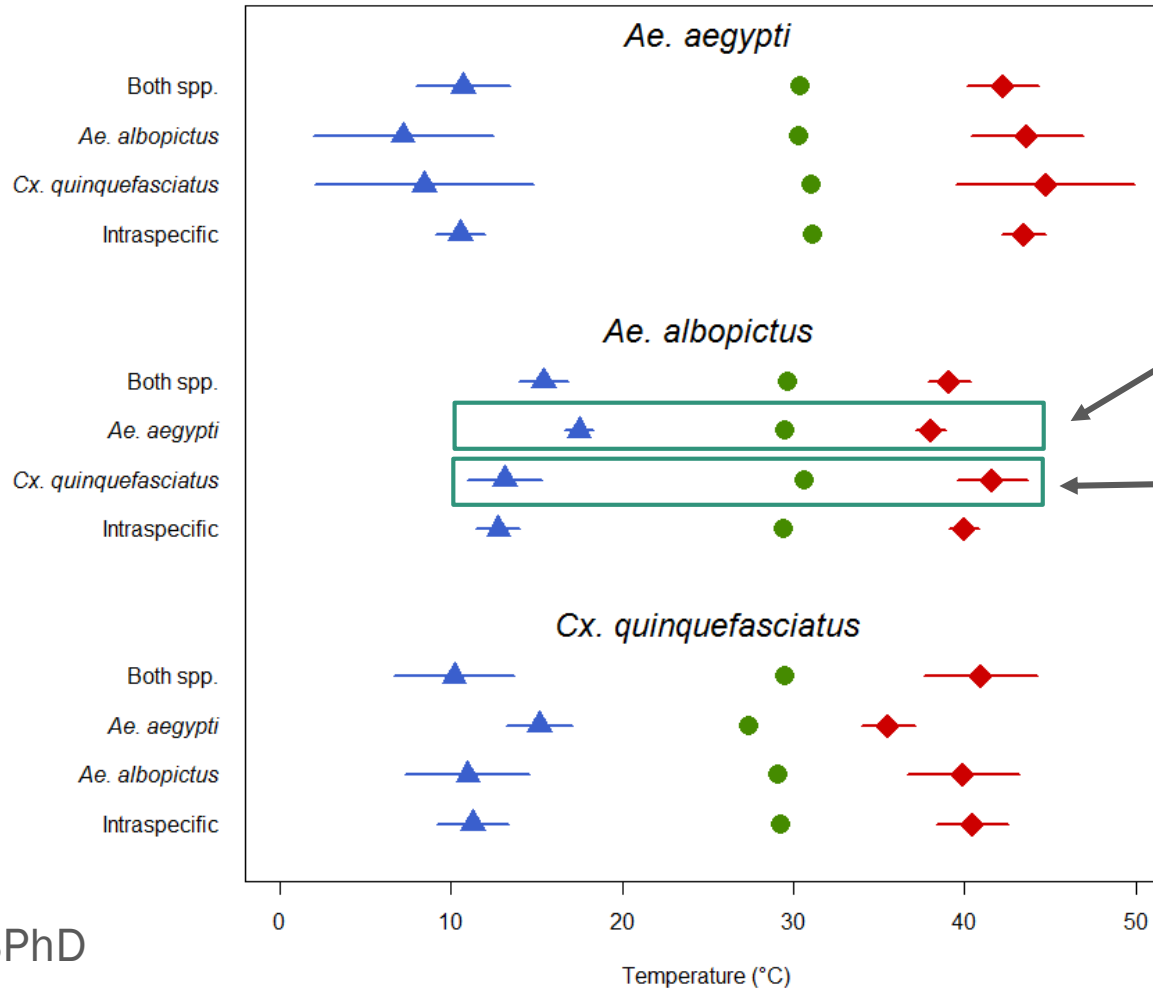 Ae. aegypti
Both spp.
Ae. albopictus
Cx. quinquefasciatus
Intraspecific
Ae. albopictus
Both spp.
Ae. aegypti
Cx. quinquefasciatus
Intraspecific
Cx. quinquefasciatus
Both spp.
Ae. aegypti
Ae. albopictus
Intraspecific
0 10 20 30 40 50
PhD
Temperature (°C)